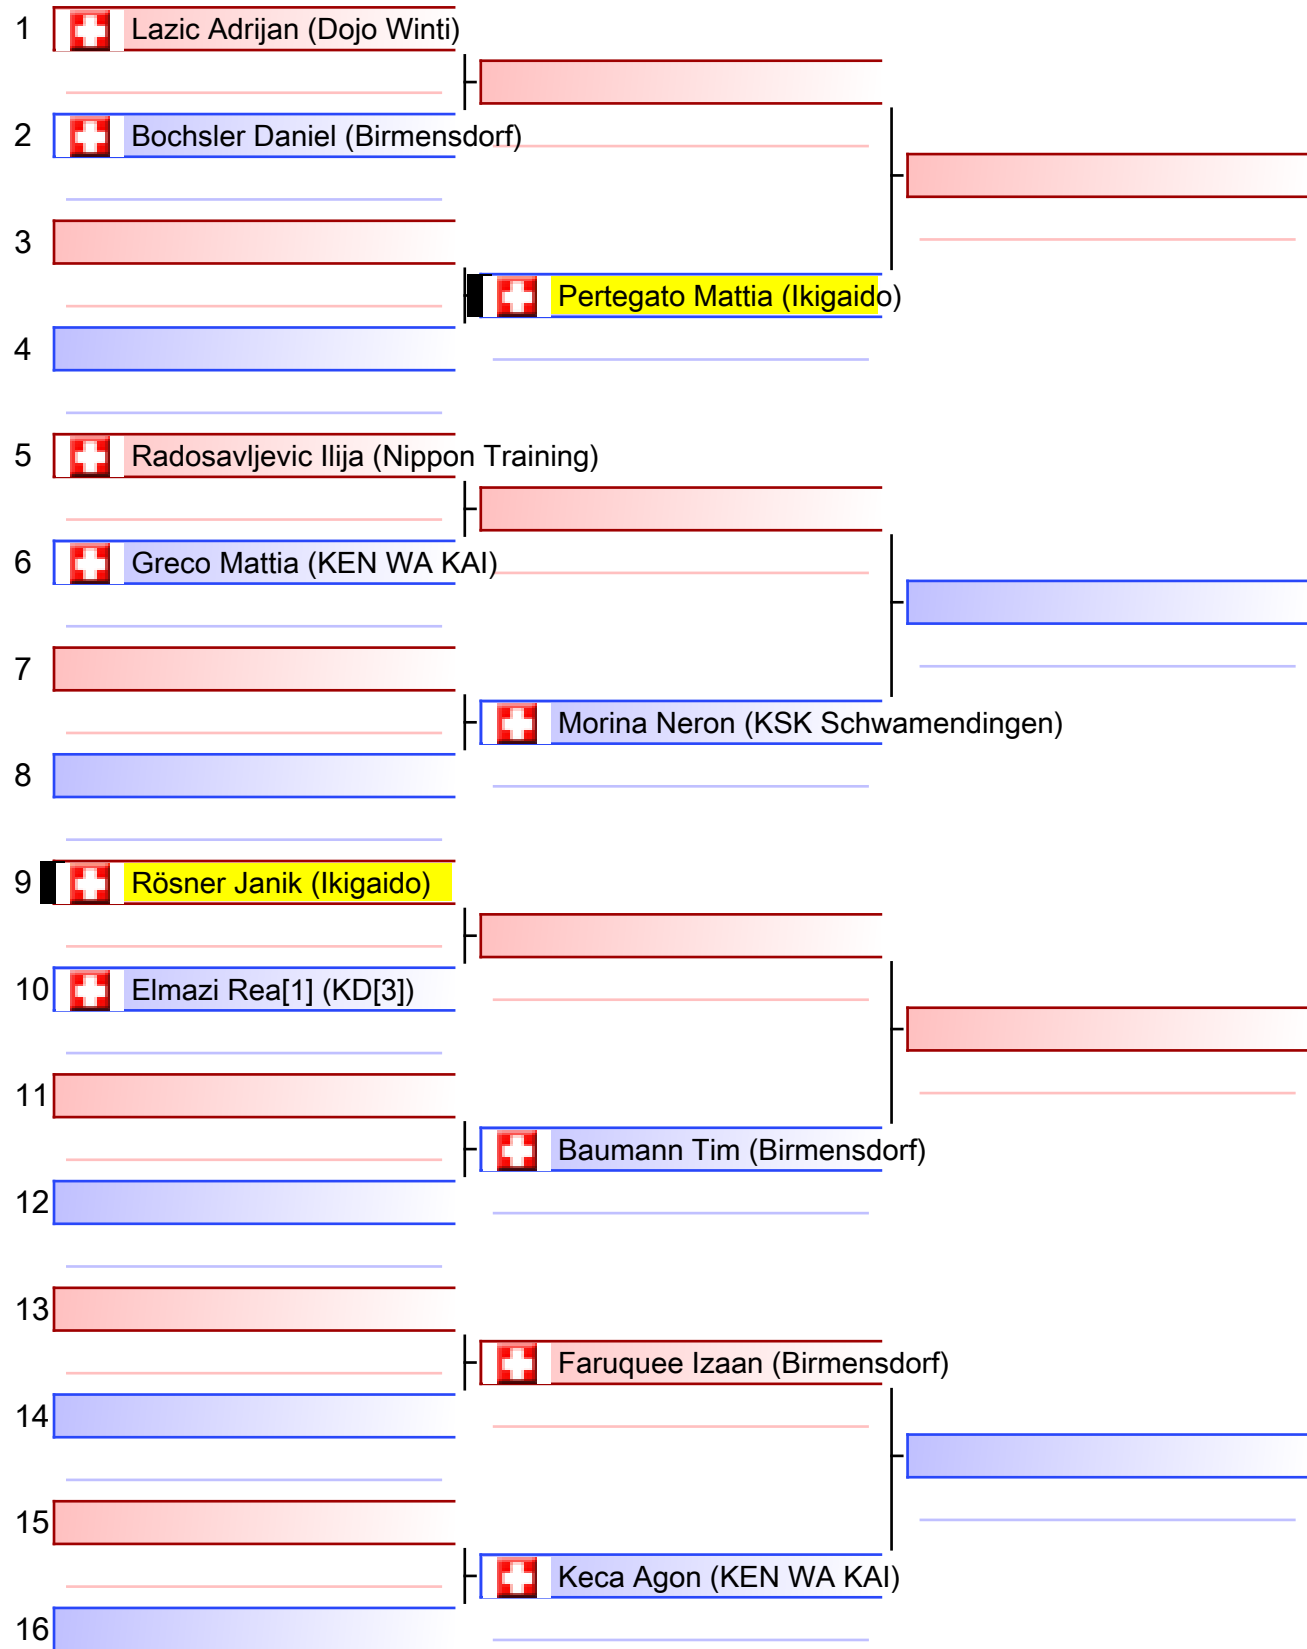 1 Lazic Adrijan (Dojo Winti)
2 Bochsler Daniel (Birmensdorf)
3
Pertegato Mattia (Ikigaido)
4
5 Radosavljevic Ilija (Nippon Training)
6 Greco Mattia (KEN WA KAI)
7
Morina Neron (KSK Schwamendingen)
8
9 Rösner Janik (Ikigaido)
10 Elmazi Rea[1] (KD[3])
11
Baumann Tim (Birmensdorf)
12
13
Faruquee Izaan (Birmensdorf)
14
15
Keca Agon (KEN WA KAI)
16